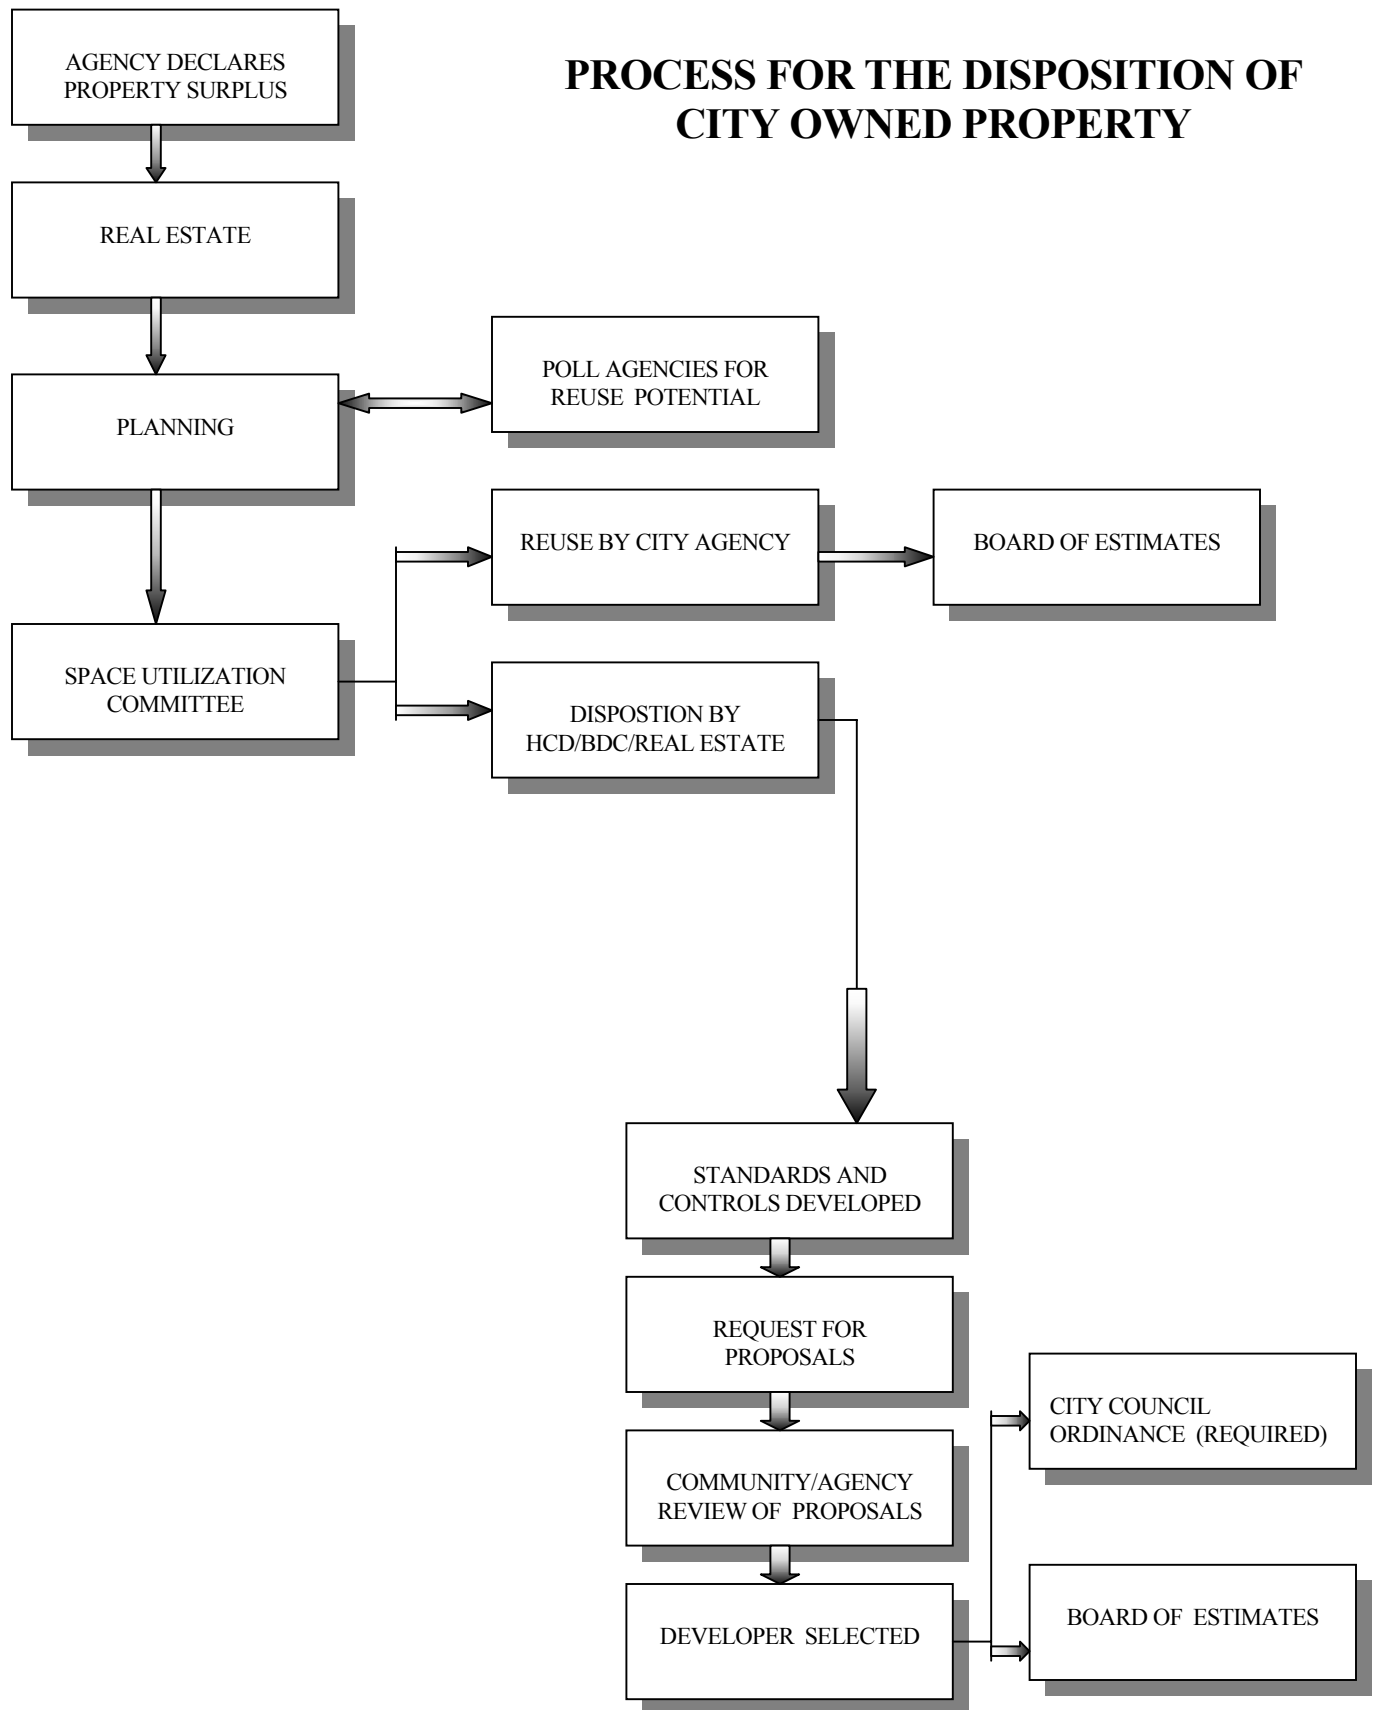 PROCESS FOR THE DISPOSITION OF
CITY OWNED PROPERTY
AGENCY DECLARES
PROPERTY SURPLUS
REAL ESTATE
PLANNING
POLL AGENCIES FOR
REUSE POTENTIAL
REUSE BY CITY AGENCY
BOARD OF ESTIMATES
SPACE UTILIZATION
COMMITTEE
DISPOSTION BY
HCD/BDC/REAL ESTATE
STANDARDS AND
CONTROLS DEVELOPED
REQUEST FOR
PROPOSALS
COMMUNITY/AGENCY
REVIEW OF PROPOSALS
DEVELOPER SELECTED
CITY COUNCIL
ORDINANCE (REQUIRED)
BOARD OF ESTIMATES